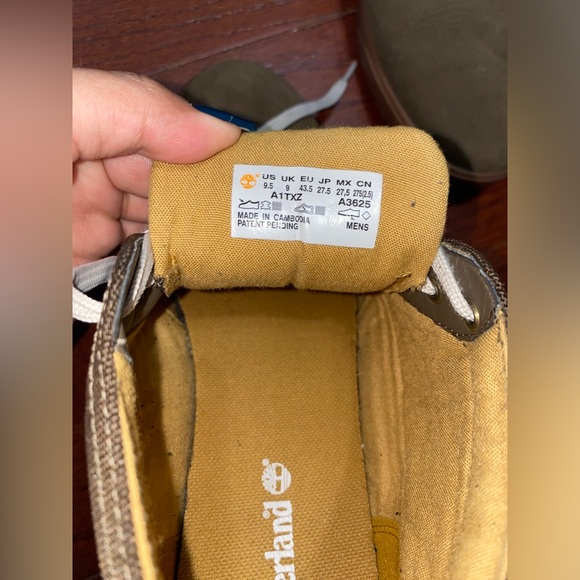 US UK EU JP MX CN
9.5 9 43.5 27.5 27,5 275(2.5)
A1TXZ A3625
MADE IN CAMBODIA
PATENT PENDING MENS
erland